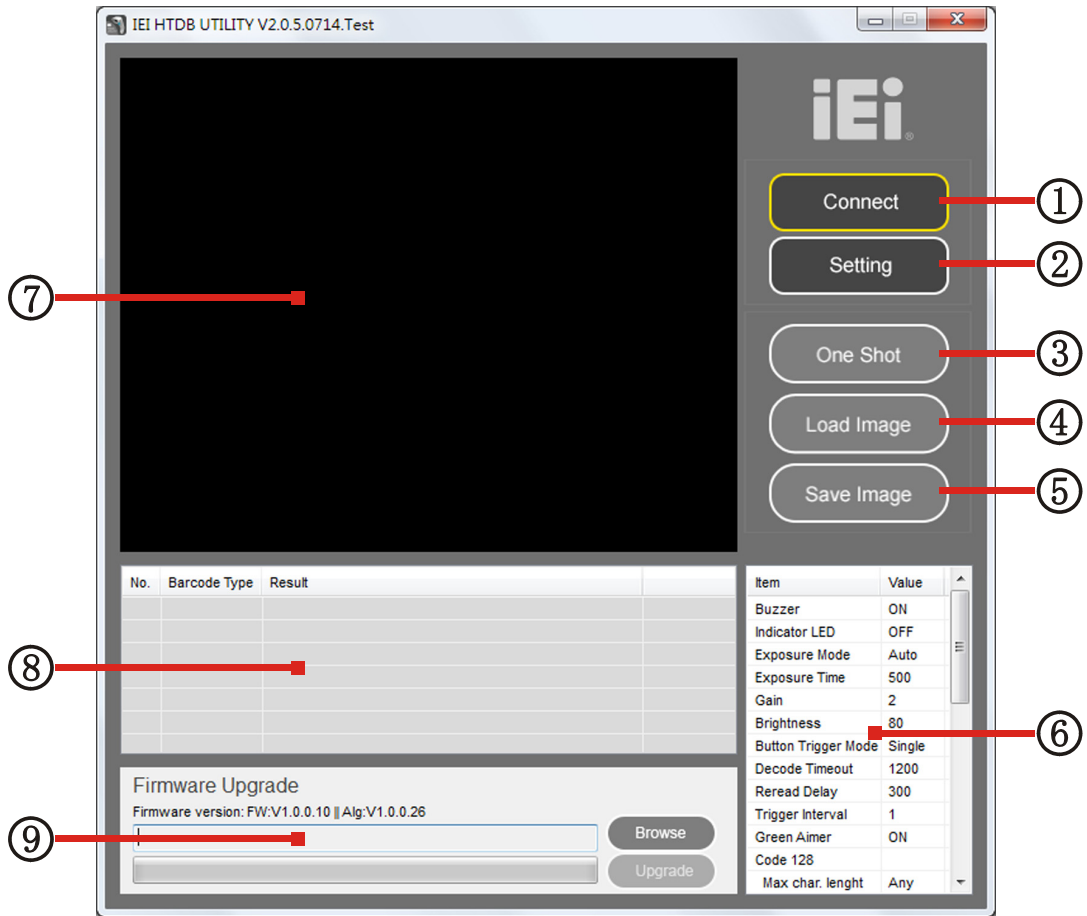 IEI HTDB UTILITY V2.0.5.0714.Test
iEi®
Connect
①
Setting
②
⑦
One Shot
③
Load Image
④
Save Image
⑤
No. Barcode Type Result
⑧
Item Value
Buzzer ON
Indicator LED OFF
Exposure Mode Auto
Exposure Time 500
Gain 2
Brightness 80
⑥
Button Trigger Mode Single
Decode Timeout 1200
Reread Delay 300
Trigger Interval 1
Green Aimer ON
Code 128
Max char. lenght Any
Firmware Upgrade
Firmware version: FW:V1.0.0.10 || Alg:V1.0.0.26
⑨
Browse
Upgrade